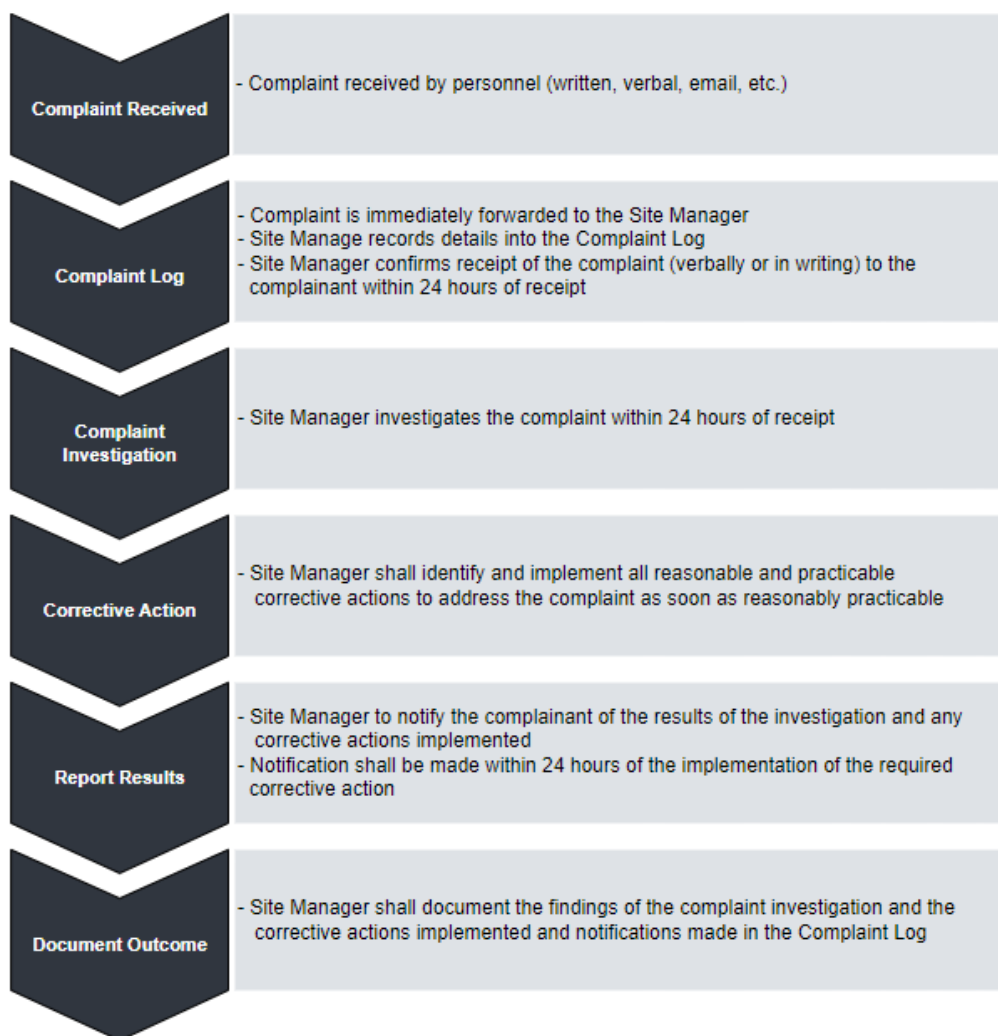 Complaint Received
- Complaint received by personnel (written, verbal, email, etc.)
Complaint Log
- Complaint is immediately forwarded to the Site Manager
- Site Manage records details into the Complaint Log
- Site Manager confirms receipt of the complaint (verbally or in writing) to the
complainant within 24 hours of receipt
Complaint
Investigation
- Site Manager investigates the complaint within 24 hours of receipt
Corrective Action
- Site Manager shall identify and implement all reasonable and practicable
corrective actions to address the complaint as soon as reasonably practicable
Report Results
- Site Manager to notify the complainant of the results of the investigation and any
corrective actions implemented
- Notification shall be made within 24 hours of the implementation of the required
corrective action
Document Outcome
- Site Manager shall document the findings of the complaint investigation and the
corrective actions implemented and notifications made in the Complaint Log